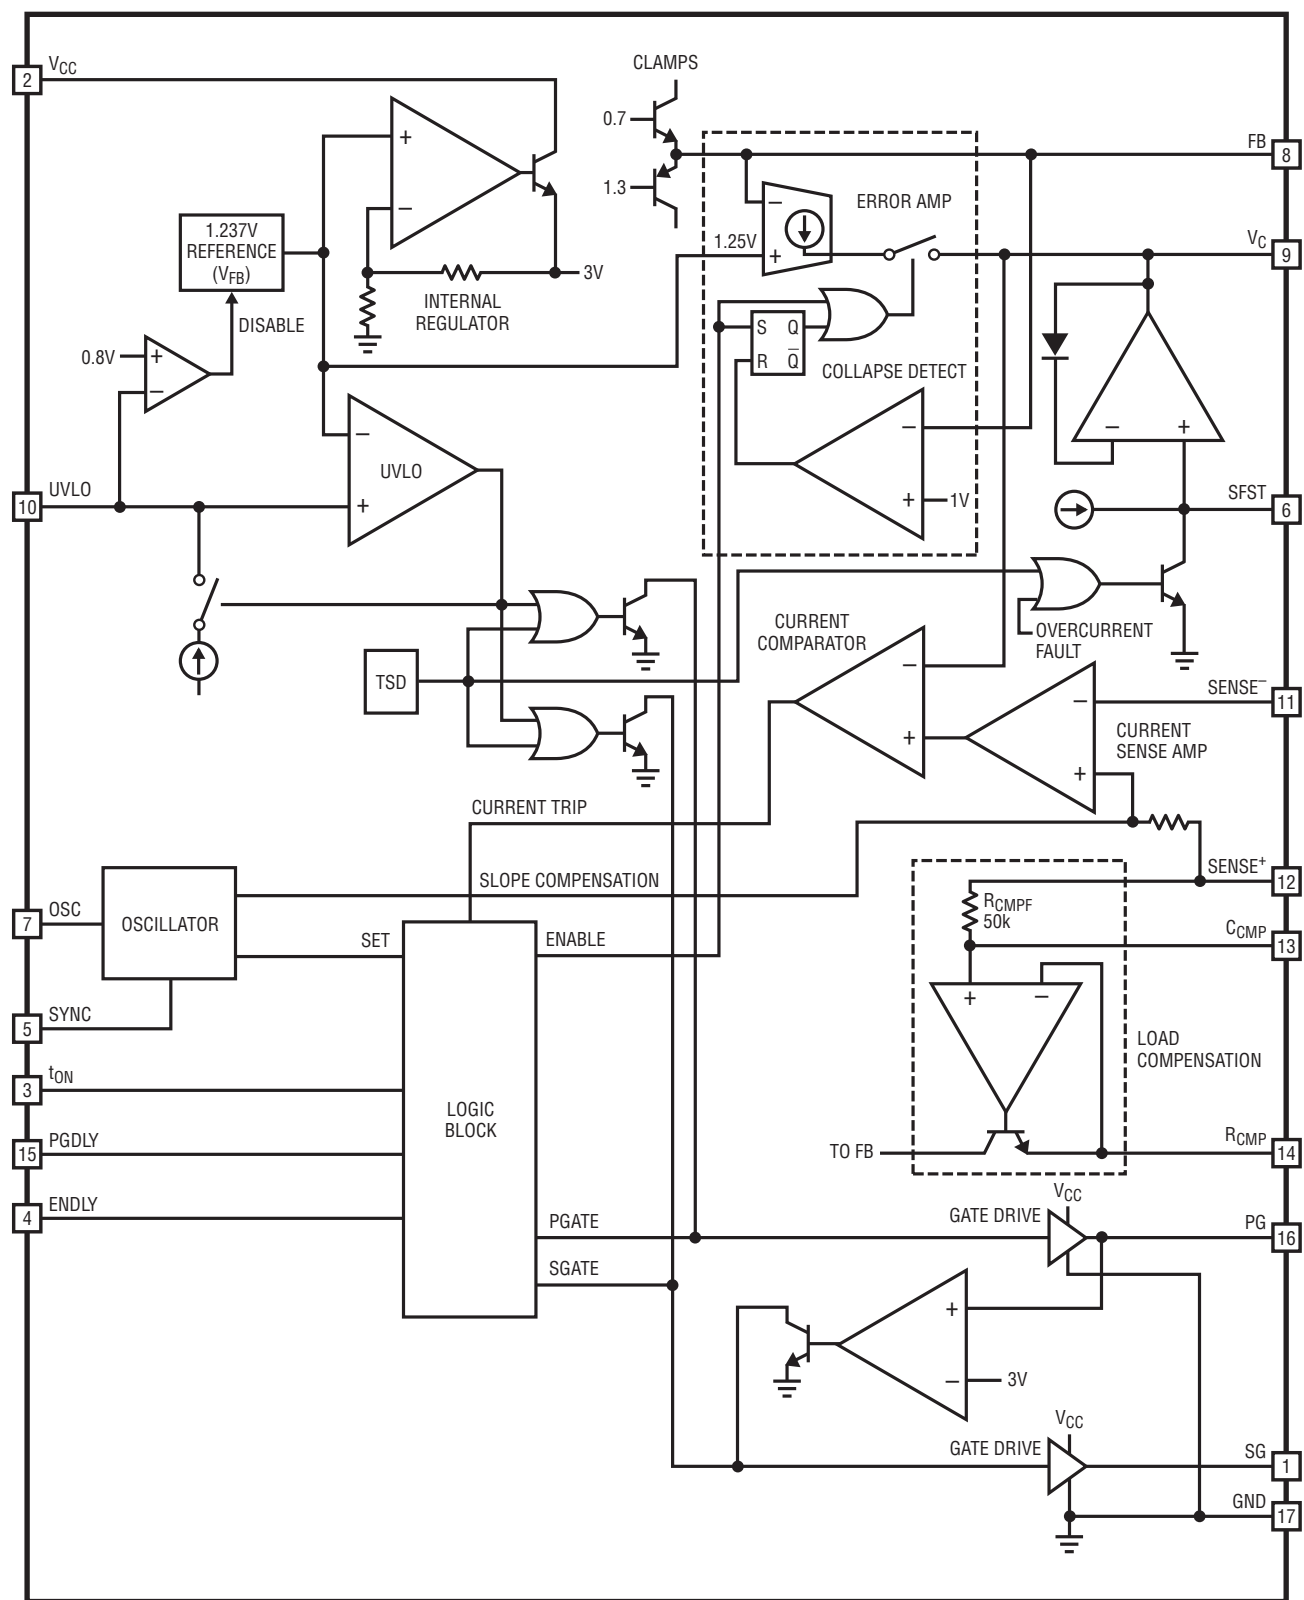 2
VCC
CLAMPS
0.7
1.3
FB
8
+
−
1.237V
REFERENCE
(VFB)
DISABLE
3V
INTERNAL
REGULATOR
1.25V
−
+
ERROR AMP
VC
9
0.8V
+
−
S
Q
R
Q̅
COLLAPSE DETECT
−
+
1V
−
+
10
UVLO
−
+
UVLO
SFST
6
OVERCURRENT
FAULT
TSD
CURRENT
COMPARATOR
−
+
SENSE−
11
−
+
CURRENT
SENSE AMP
CURRENT TRIP
SLOPE COMPENSATION
SENSE+
12
7
OSC
OSCILLATOR
SET
ENABLE
RCMPF
50k
CCMP
13
+
−
5
SYNC
LOAD
COMPENSATION
3
tON
LOGIC
BLOCK
15
PGDLY
TO FB
RCMP
14
4
ENDLY
PGATE
SGATE
VCC
GATE DRIVE
PG
16
+
−
3V
VCC
GATE DRIVE
SG
1
GND
17